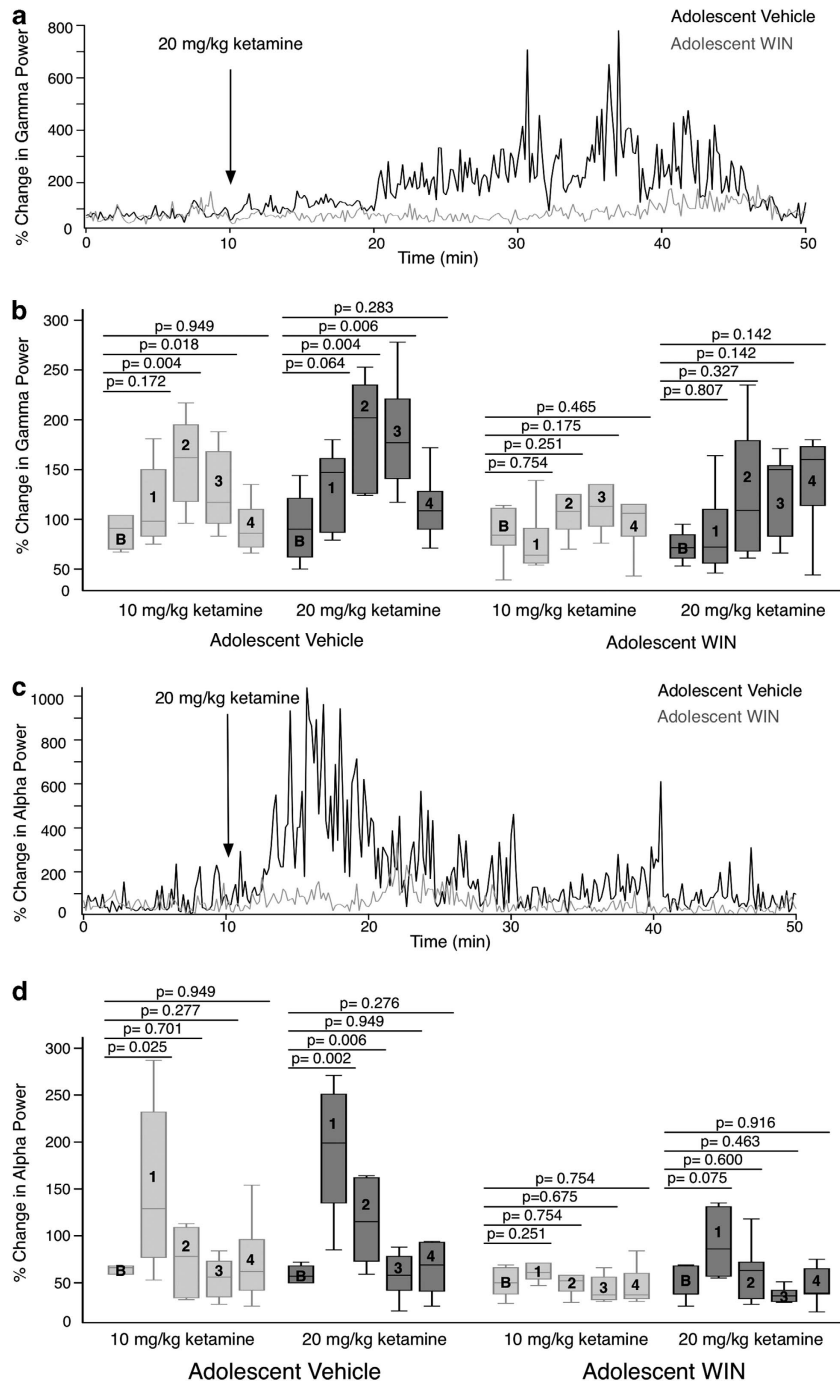 a
800
600
400
200
0
% Change in Gamma Power
20 mg/kg ketamine
Adolescent Vehicle
Adolescent WIN
0 10 20 30 40 50
Time (min)
b
300
250
200
150
100
50
0
% Change in Gamma Power
p= 0.949
p= 0.018
p= 0.004
p= 0.172
B 1 2 3 4
p= 0.283
p= 0.006
p= 0.004
p= 0.064
B 1 2 3 4
p= 0.465
p= 0.175
p= 0.251
p= 0.754
B 1 2 3 4
p= 0.142
p= 0.142
p= 0.327
p= 0.807
B 1 2 3 4
10 mg/kg ketamine 20 mg/kg ketamine 10 mg/kg ketamine 20 mg/kg ketamine
Adolescent Vehicle Adolescent WIN
c
1000
800
600
400
200
0
% Change in Alpha Power
20 mg/kg ketamine
Adolescent Vehicle
Adolescent WIN
0 10 20 30 40 50
Time (min)
d
300
250
200
150
100
50
0
% Change in Alpha Power
p= 0.949
p= 0.277
p= 0.701
p= 0.025
B 1 2 3 4
p= 0.276
p= 0.949
p= 0.006
p= 0.002
B 1 2 3 4
p= 0.754
p=0.675
p= 0.754
p= 0.251
B 1 2 3 4
p= 0.916
p= 0.463
p= 0.600
p= 0.075
B 1 2 3 4
10 mg/kg ketamine 20 mg/kg ketamine 10 mg/kg ketamine 20 mg/kg ketamine
Adolescent Vehicle Adolescent WIN